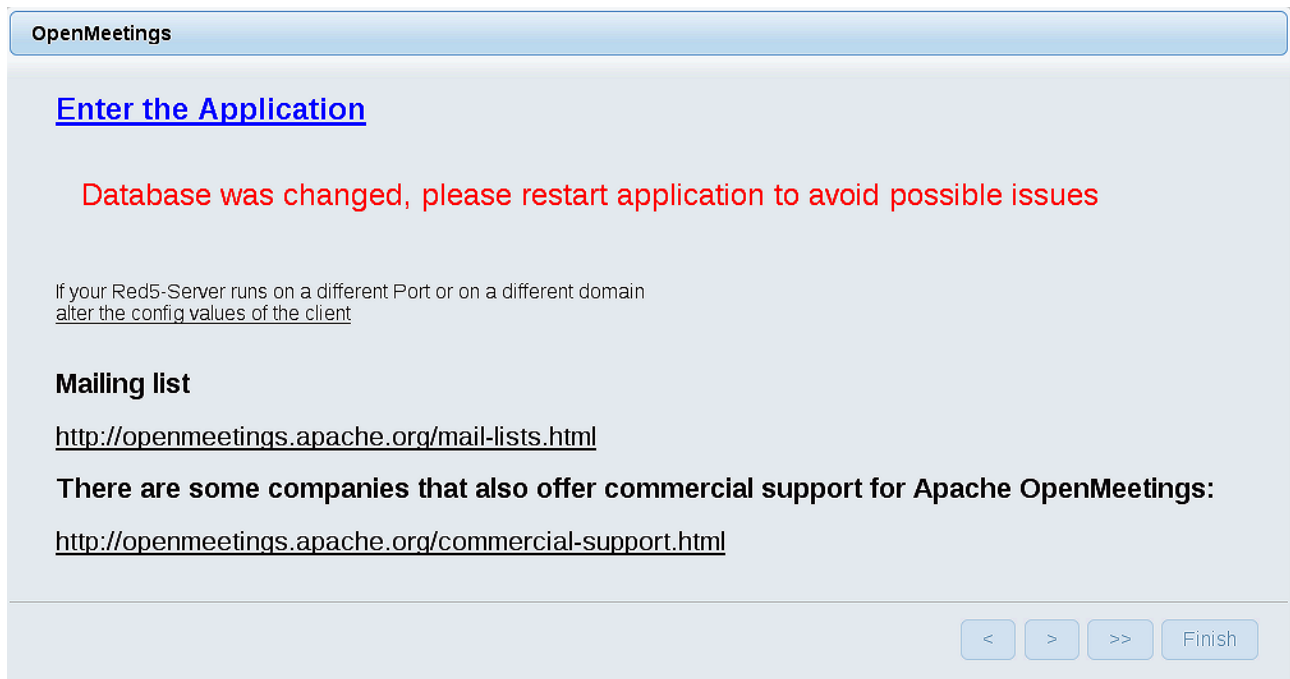 OpenMeetings
Enter the Application
Database was changed, please restart application to avoid possible issues
If your Red5-Server runs on a different Port or on a different domain
alter the config values of the client
Mailing list
http://openmeetings.apache.org/mail-lists.html
There are some companies that also offer commercial support for Apache OpenMeetings:
http://openmeetings.apache.org/commercial-support.html
< > >> Finish